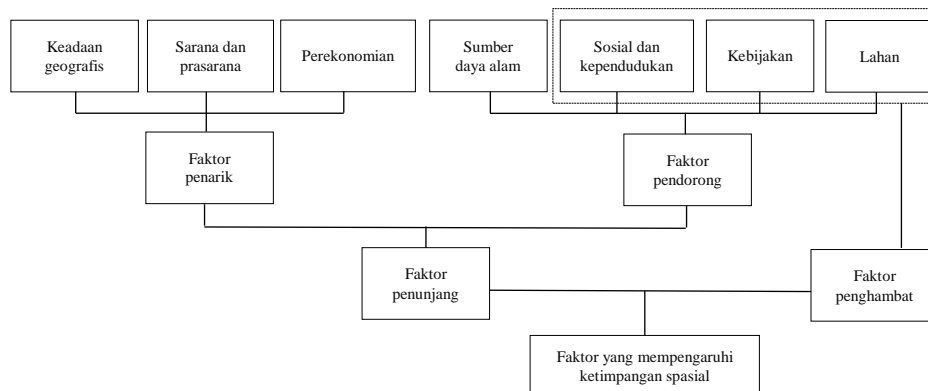 Keadaan
geografis
Sarana dan
prasarana
Perekonomian
Sumber
daya alam
Sosial dan
kependudukan
Kebijakan
Lahan
Faktor
penarik
Faktor
pendorong
Faktor
penunjang
Faktor
penghambat
Faktor yang mempengaruhi
ketimpangan spasial